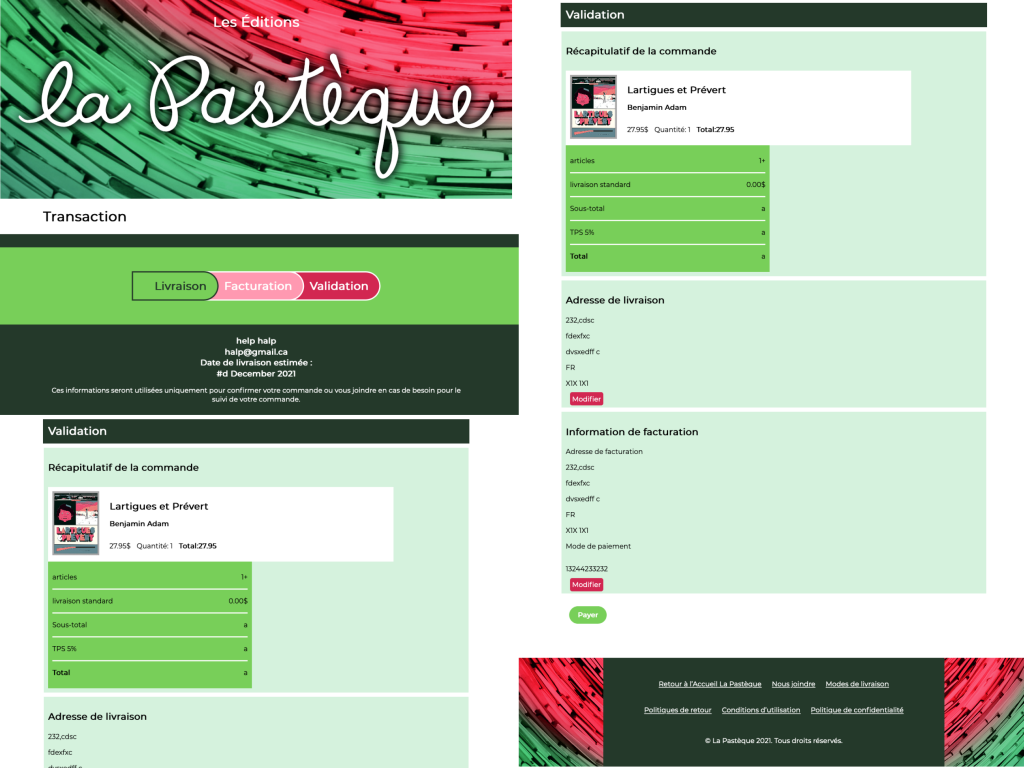 Les Éditions
la Pastèque
Transaction
Livraison Facturation Validation
help halp
halp@gmail.ca
Date de livraison estimée :
#d December 2021
Ces informations seront utilisées uniquement pour confirmer votre commande ou vous joindre en cas de besoin pour le
suivi de votre commande.
Validation
Récapitulatif de la commande
LARTIGUES
ET PRÉVERT
Lartigues et Prévert
Benjamin Adam
27.95$ Quantité: 1 Total:27.95
articles 1+
livraison standard 0.00$
Sous-total a
TPS 5% a
Total a
Adresse de livraison
232,cdsc
fdexfxc
dvsxedff c
Validation
Récapitulatif de la commande
LARTIGUES
ET PRÉVERT
Lartigues et Prévert
Benjamin Adam
27.95$ Quantité: 1 Total:27.95
articles 1+
livraison standard 0.00$
Sous-total a
TPS 5% a
Total a
Adresse de livraison
232,cdsc
fdexfxc
dvsxedff c
FR
X1X 1X1
Modifier
Information de facturation
Adresse de facturation
232,cdsc
fdexfxc
dvsxedff c
FR
X1X 1X1
Mode de paiement
13244233232
Modifier
Payer
Retour à l'Accueil La Pastèque Nous joindre Modes de livraison
Politiques de retour Conditions d'utilisation Politique de confidentialité
© La Pastèque 2021. Tous droits réservés.